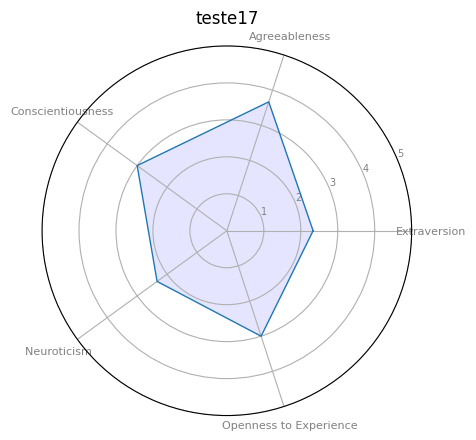 teste17
Agreeableness
Conscientiousness
5
4
3
2
1
Extraversion
Neuroticism
Openness to Experience